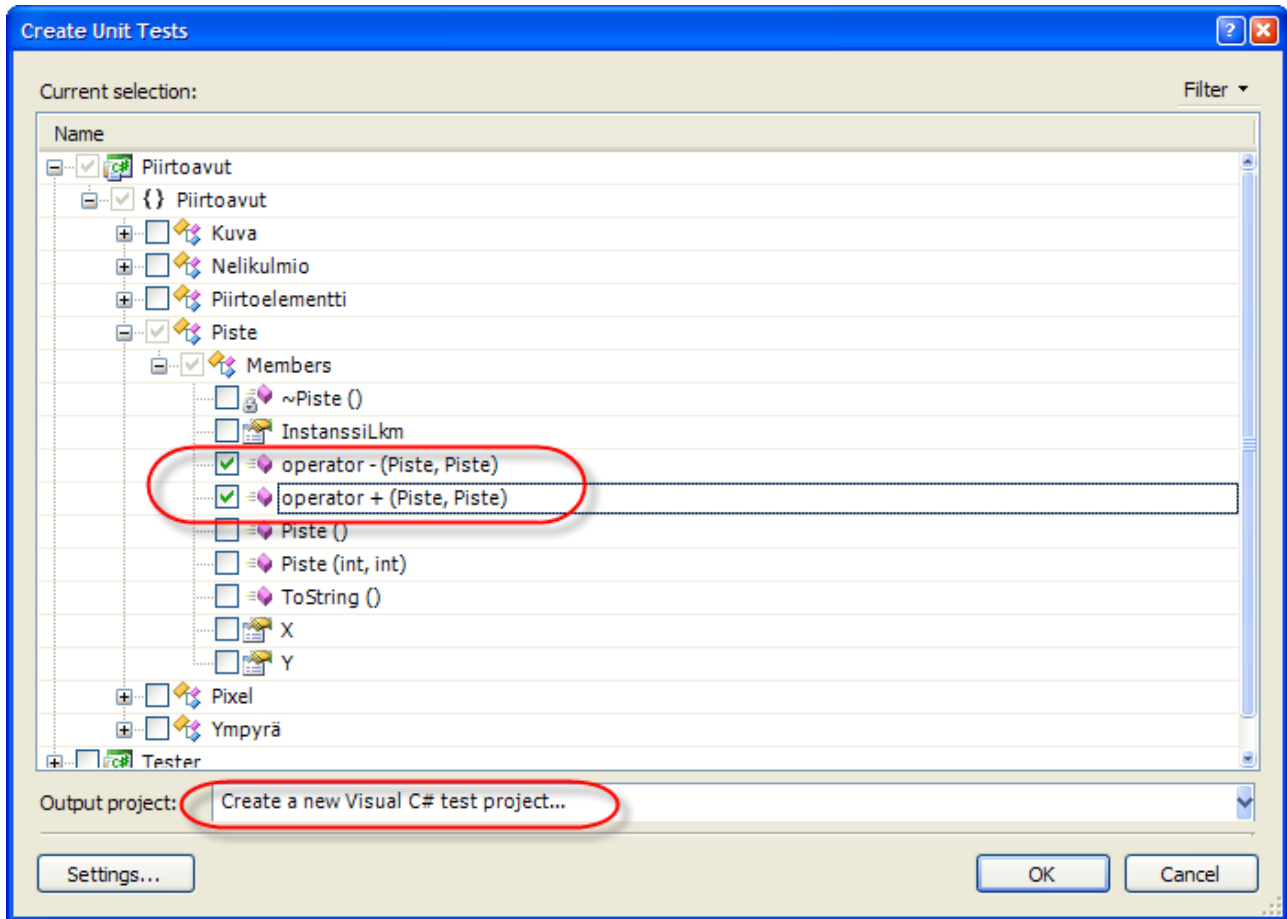 Create Unit Tests
Current selection:
Filter
Name
Piirtoavut
{} Piirtoavut
Kuva
Nelikulmio
Piirtoelementti
Piste
Members
~Piste ()
InstanssiLkm
operator - (Piste, Piste)
operator + (Piste, Piste)
Piste ()
Piste (int, int)
ToString ()
X
Y
Pixel
Ympyrä
Tester
Output project: Create a new Visual C# test project...
Settings...
OK
Cancel